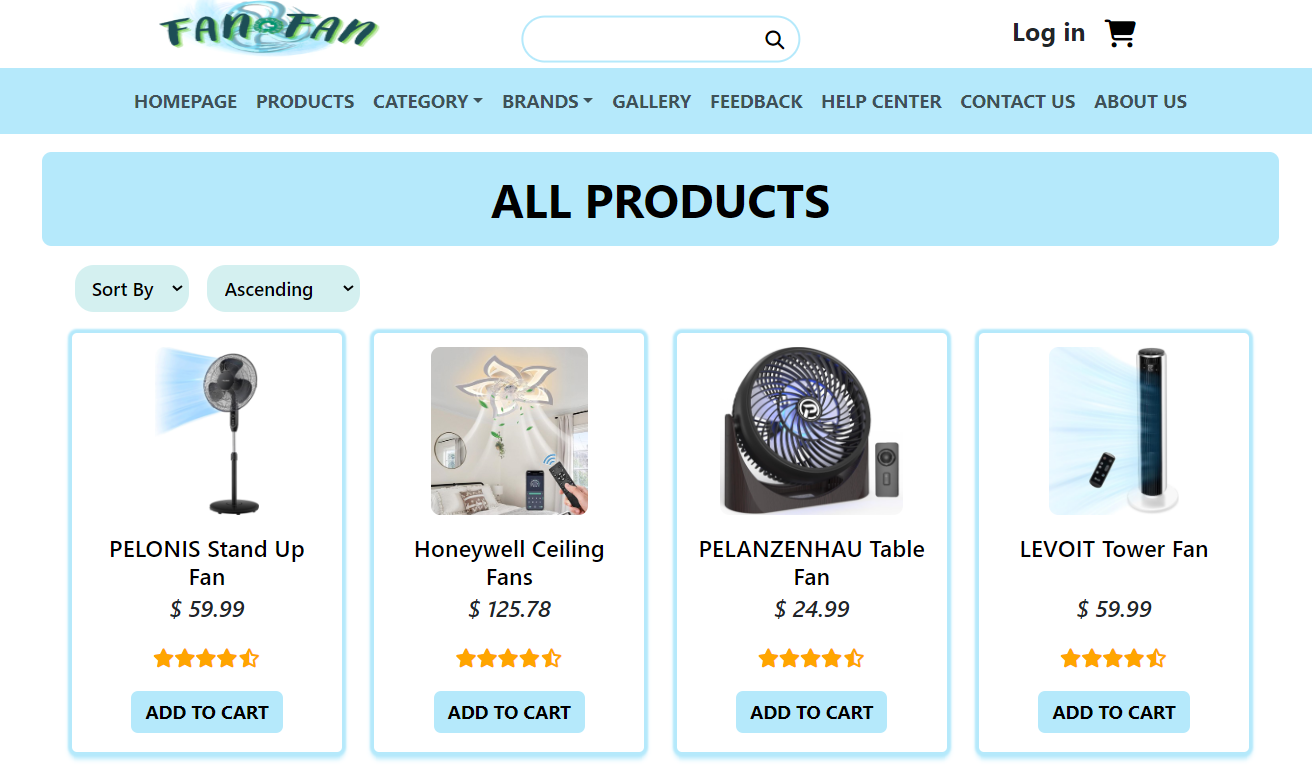 FAN FAN
Log in
HOMEPAGE PRODUCTS CATEGORY BRANDS GALLERY FEEDBACK HELP CENTER CONTACT US ABOUT US
ALL PRODUCTS
Sort By Ascending
PELONIS Stand Up
Fan
$ 59.99
ADD TO CART
Honeywell Ceiling
Fans
$ 125.78
ADD TO CART
PELANZENHAU Table
Fan
$ 24.99
ADD TO CART
LEVOIT Tower Fan
$ 59.99
ADD TO CART